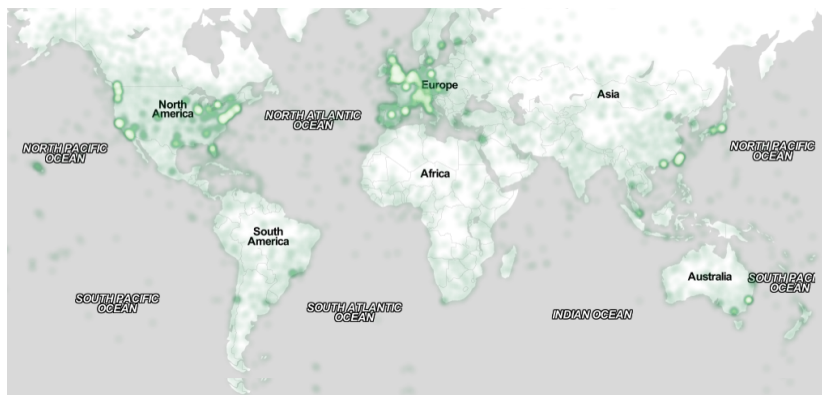 Europe
Asia
North
America
NORTH ATLANTIC
OCEAN
NORTH PACIFIC
OCEAN
NORTH PACIFIC
OCEAN
Africa
South
America
Australia
SOUTH PACI
OCEAN
SOUTH PACIFIC
OCEAN
SOUTH ATLANTIC
OCEAN
INDIAN OCEAN